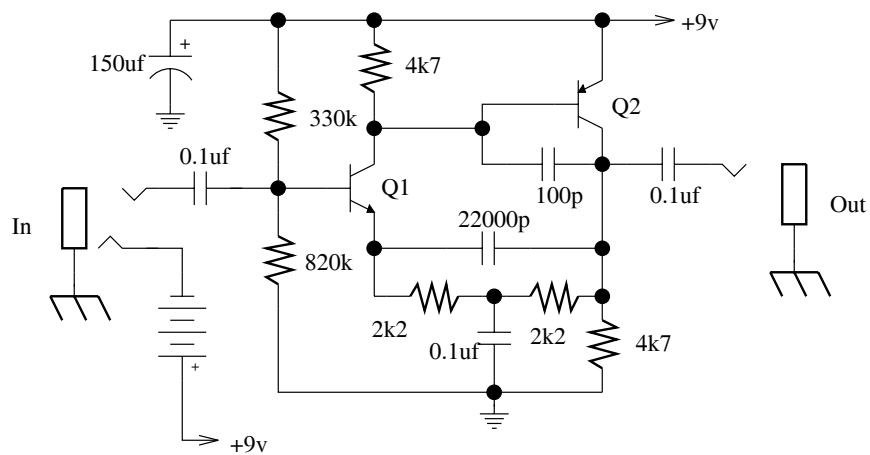 +9v
+
150uf
4k7
Q2
330k
0.1uf
Q1
100p
0.1uf
In
Out
22000p
820k
2k2
0.1uf
2k2
4k7
+
+9v